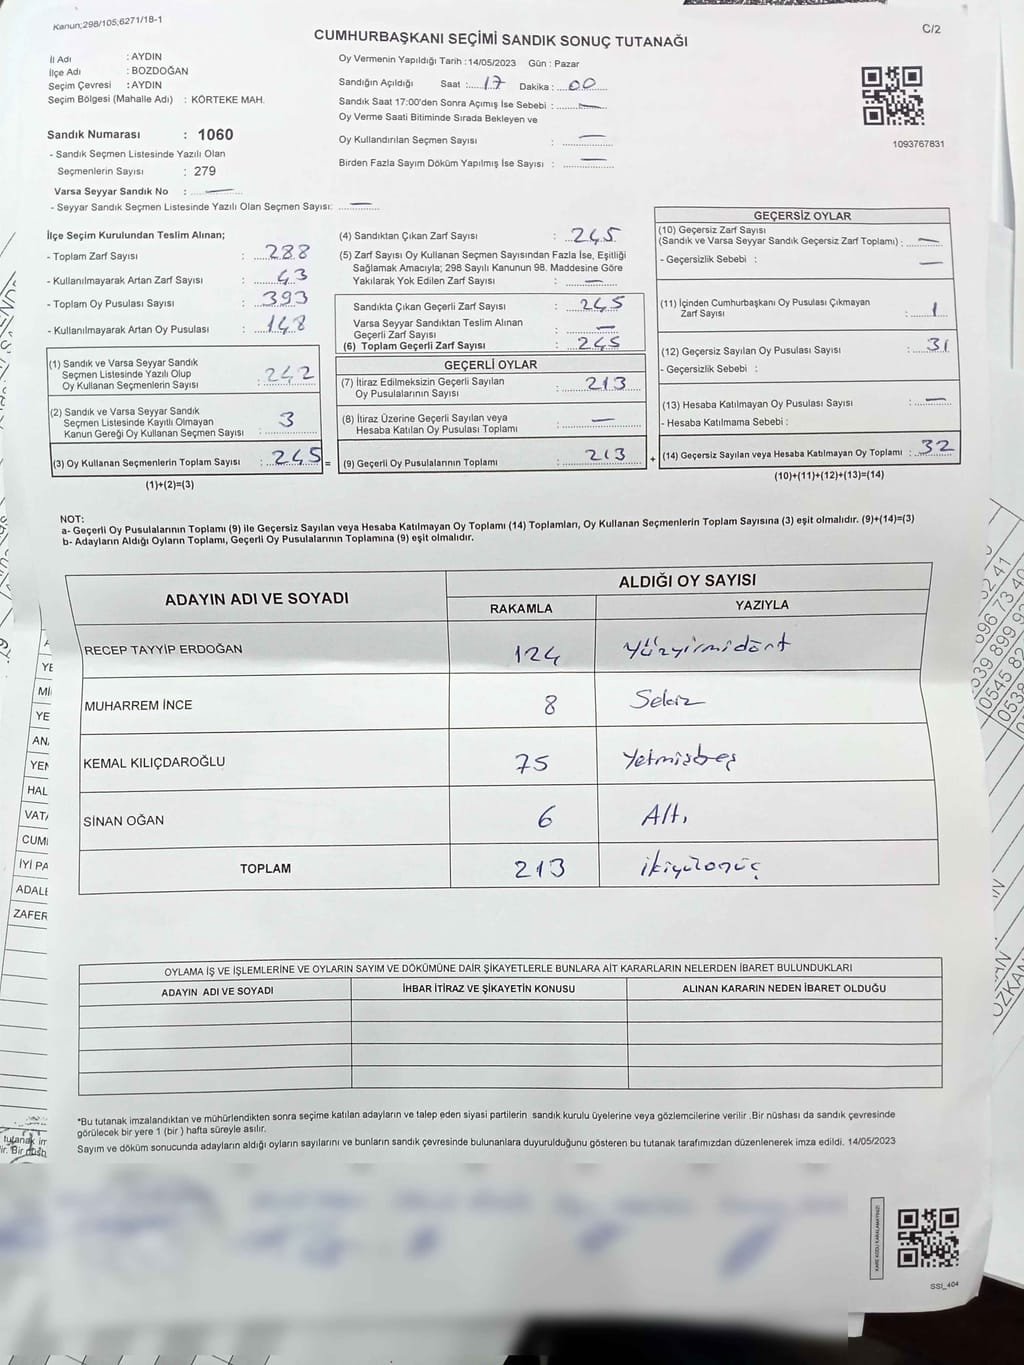 Kanun;298/105;6271/18-1
C/2
CUMHURBAŞKANI SEÇİMİ SANDIK SONUÇ TUTANAĞI
İl Adı : AYDIN
İlçe Adı : BOZDOĞAN
Seçim Çevresi : AYDIN
Seçim Bölgesi (Mahalle Adı) : KÖRTEKE MAH.
Oy Vermenin Yapıldığı Tarih : 14/05/2023 Gün : Pazar
Sandığın Açıldığı Saat : 17 Dakika : 00
Sandık Saat 17:00'den Sonra Açımış İse Sebebi : —
Oy Verme Saati Bitiminde Sırada Bekleyen ve
Oy Kullandırılan Seçmen Sayısı : —
Birden Fazla Sayım Döküm Yapılmış İse Sayısı : —
1093767831
Sandık Numarası : 1060
- Sandık Seçmen Listesinde Yazılı Olan
Seçmenlerin Sayısı : 279
Varsa Seyyar Sandık No : —
- Seyyar Sandık Seçmen Listesinde Yazılı Olan Seçmen Sayısı: —
İlçe Seçim Kurulundan Teslim Alınan;
- Toplam Zarf Sayısı : 288
- Kullanılmayarak Artan Zarf Sayısı : 43
- Toplam Oy Pusulası Sayısı : 393
- Kullanılmayarak Artan Oy Pusulası : 148
(1) Sandık ve Varsa Seyyar Sandık
Seçmen Listesinde Yazılı Olup
Oy Kullanan Seçmenlerin Sayısı : 242
(2) Sandık ve Varsa Seyyar Sandık
Seçmen Listesinde Kayıtlı Olmayan
Kanun Gereği Oy Kullanan Seçmen Sayısı : 3
(3) Oy Kullanan Seçmenlerin Toplam Sayısı : 245 =
(1)+(2)=(3)
(4) Sandıktan Çıkan Zarf Sayısı : 245
(5) Zarf Sayısı Oy Kullanan Seçmen Sayısından Fazla İse, Eşitliği
Sağlamak Amacıyla; 298 Sayılı Kanunun 98. Maddesine Göre
Yakılarak Yok Edilen Zarf Sayısı : —
Sandıkta Çıkan Geçerli Zarf Sayısı : 245
Varsa Seyyar Sandıktan Teslim Alınan
Geçerli Zarf Sayısı : —
(6) Toplam Geçerli Zarf Sayısı : 245
GEÇERLİ OYLAR
(7) İtiraz Edilmeksizin Geçerli Sayılan
Oy Pusulasının Sayısı : 213
(8) İtiraz Üzerine Geçerli Sayılan veya
Hesaba Katılan Oy Pusulası Toplamı : —
(9) Geçerli Oy Pusulalarının Toplamı : 213 +
GEÇERSİZ OYLAR
(10) Geçersiz Zarf Sayısı
(Sandık ve Varsa Seyyar Sandık Geçersiz Zarf Toplamı) : —
- Geçersizlik Sebebi : —
(11) İçinden Cumhurbaşkanı Oy Pusulası Çıkmayan
Zarf Sayısı : 1
(12) Geçersiz Sayılan Oy Pusulası Sayısı : 31
- Geçersizlik Sebebi :
(13) Hesaba Katılmayan Oy Pusulası Sayısı : —
- Hesaba Katılmama Sebebi :
(14) Geçersiz Sayılan veya Hesaba Katılmayan Oy Toplamı : 32
(10)+(11)+(12)+(13)=(14)
NOT:
a- Geçerli Oy Pusulalarının Toplamı (9) ile Geçersiz Sayılan veya Hesaba Katılmayan Oy Toplamı (14) Toplamları, Oy Kullanan Seçmenlerin Toplam Sayısına (3) eşit olmalıdır. (9)+(14)=(3)
b- Adayların Aldığı Oyların Toplamı, Geçerli Oy Pusulalarının Toplamına (9) eşit olmalıdır.
ADAYIN ADI VE SOYADI
ALDIĞI OY SAYISI
RAKAMLA YAZIYLA
RECEP TAYYİP ERDOĞAN 124 Yüzyirmidört
MUHARREM İNCE 8 Sekiz
KEMAL KILIÇDAROĞLU 75 Yetmişbeş
SİNAN OĞAN 6 Altı
TOPLAM 213 ikiyüzonüç
OYLAMA İŞ VE İŞLEMLERİNE VE OYLARIN SAYIM VE DÖKÜMÜNE DAİR ŞİKAYETLERLE BUNLARA AİT KARARLARIN NELERDEN İBARET BULUNDUKLARI
ADAYIN ADI VE SOYADI İHBAR İTİRAZ VE ŞİKAYETİN KONUSU ALINAN KARARIN NEDEN İBARET OLDUĞU
*Bu tutanak imzalandıktan ve mühürlendikten sonra seçime katılan adayların ve talep eden siyasi partilerin sandık kurulu üyelerine veya gözlemcilerine verilir .Bir nüshası da sandık çevresinde
görülecek bir yere 1 (bir ) hafta süreyle asılır.
Sayım ve döküm sonucunda adayların aldığı oyların sayılarını ve bunların sandık çevresinde bulunanlara duyurulduğunu gösteren bu tutanak tarafımızdan düzenlenerek imza edildi. 14/05/2023
KARE KODU KARALAMAYINIZ!
SSI_404
YE
Mİ
YE
AN
YEN
HAL
VATA
CUMI
İYİ PA
ADALE
ZAFER
ÖZKAN